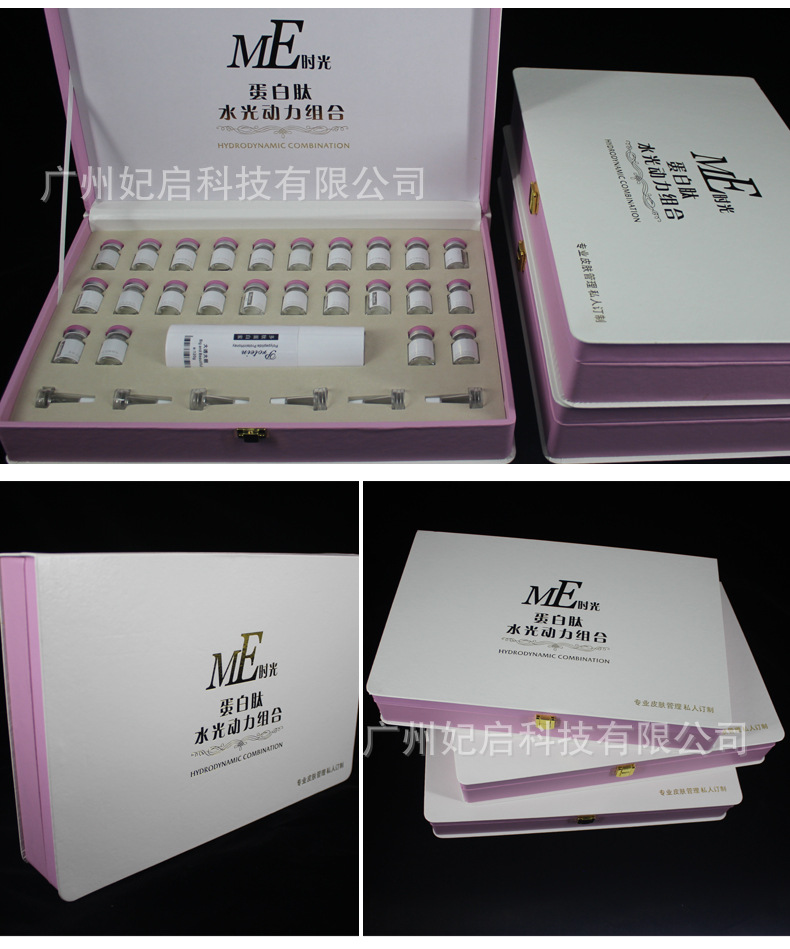 ME时光
蛋白肽
水光动力组合
HYDRODYNAMIC COMBINATION
广州妃启科技有限公司
Protein
ME时光
蛋白肽
水光动力组合
HYDRODYNAMIC COMBINATION
专业皮肤管理 私人订制
ME时光
蛋白肽
水光动力组合
HYDRODYNAMIC COMBINATION
专业皮肤管理 私人订制
ME时光
蛋白肽
水光动力组合
HYDRODYNAMIC COMBINATION
专业皮肤管理 私人订制
广州妃启科技有限公司
专业皮肤管理 私人订制